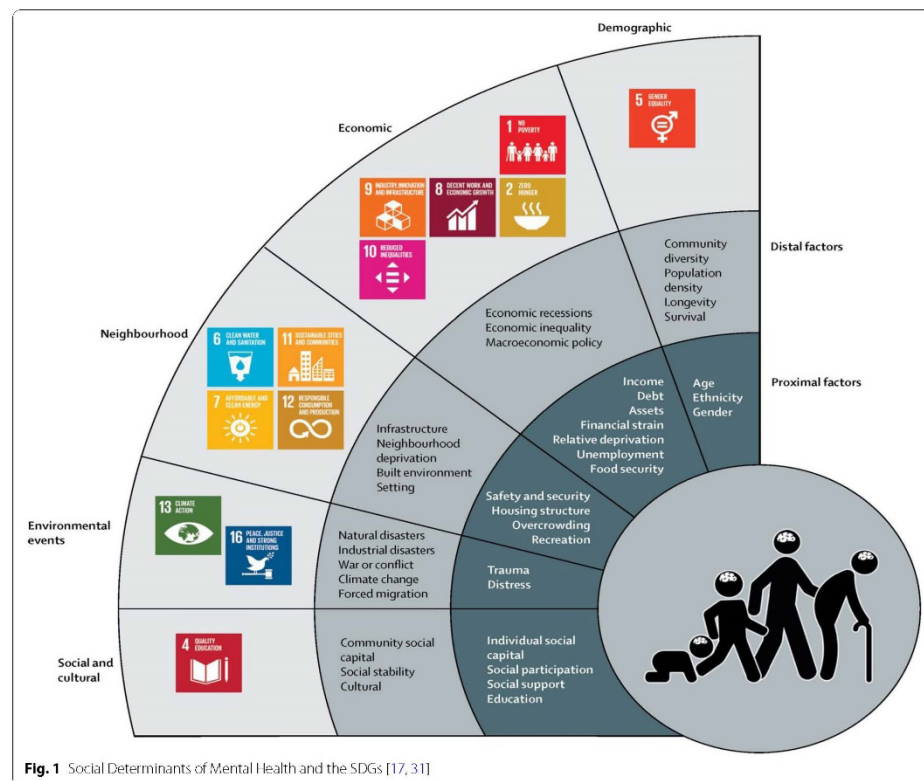 Demographic
5 GENDER
EQUALITY
Economic
1 NO
POVERTY
9 INDUSTRY, INNOVATION
AND INFRASTRUCTURE
8 DECENT WORK AND
ECONOMIC GROWTH
2 ZERO
HUNGER
10 REDUCED
INEQUALITIES
Community
diversity
Population
density
Longevity
Survival
Distal factors
Economic recessions
Economic inequality
Macroeconomic policy
Neighbourhood
6 CLEAN WATER
AND SANITATION
11 SUSTAINABLE CITIES
AND COMMUNITIES
7 AFFORDABLE AND
CLEAN ENERGY
12 RESPONSIBLE
CONSUMPTION
AND PRODUCTION
Income
Debt
Assets
Financial strain
Relative deprivation
Unemployment
Food security
Age
Ethnicity
Gender
Proximal factors
Infrastructure
Neighbourhood
deprivation
Built environment
Setting
Safety and security
Housing structure
Overcrowding
Recreation
Environmental
events
13 CLIMATE
ACTION
16 PEACE, JUSTICE
AND STRONG
INSTITUTIONS
Natural disasters
Industrial disasters
War or conflict
Climate change
Forced migration
Trauma
Distress
Social and
cultural
4 QUALITY
EDUCATION
Community social
capital
Social stability
Cultural
Individual social
capital
Social participation
Social support
Education
Fig. 1 Social Determinants of Mental Health and the SDGs [17, 31]